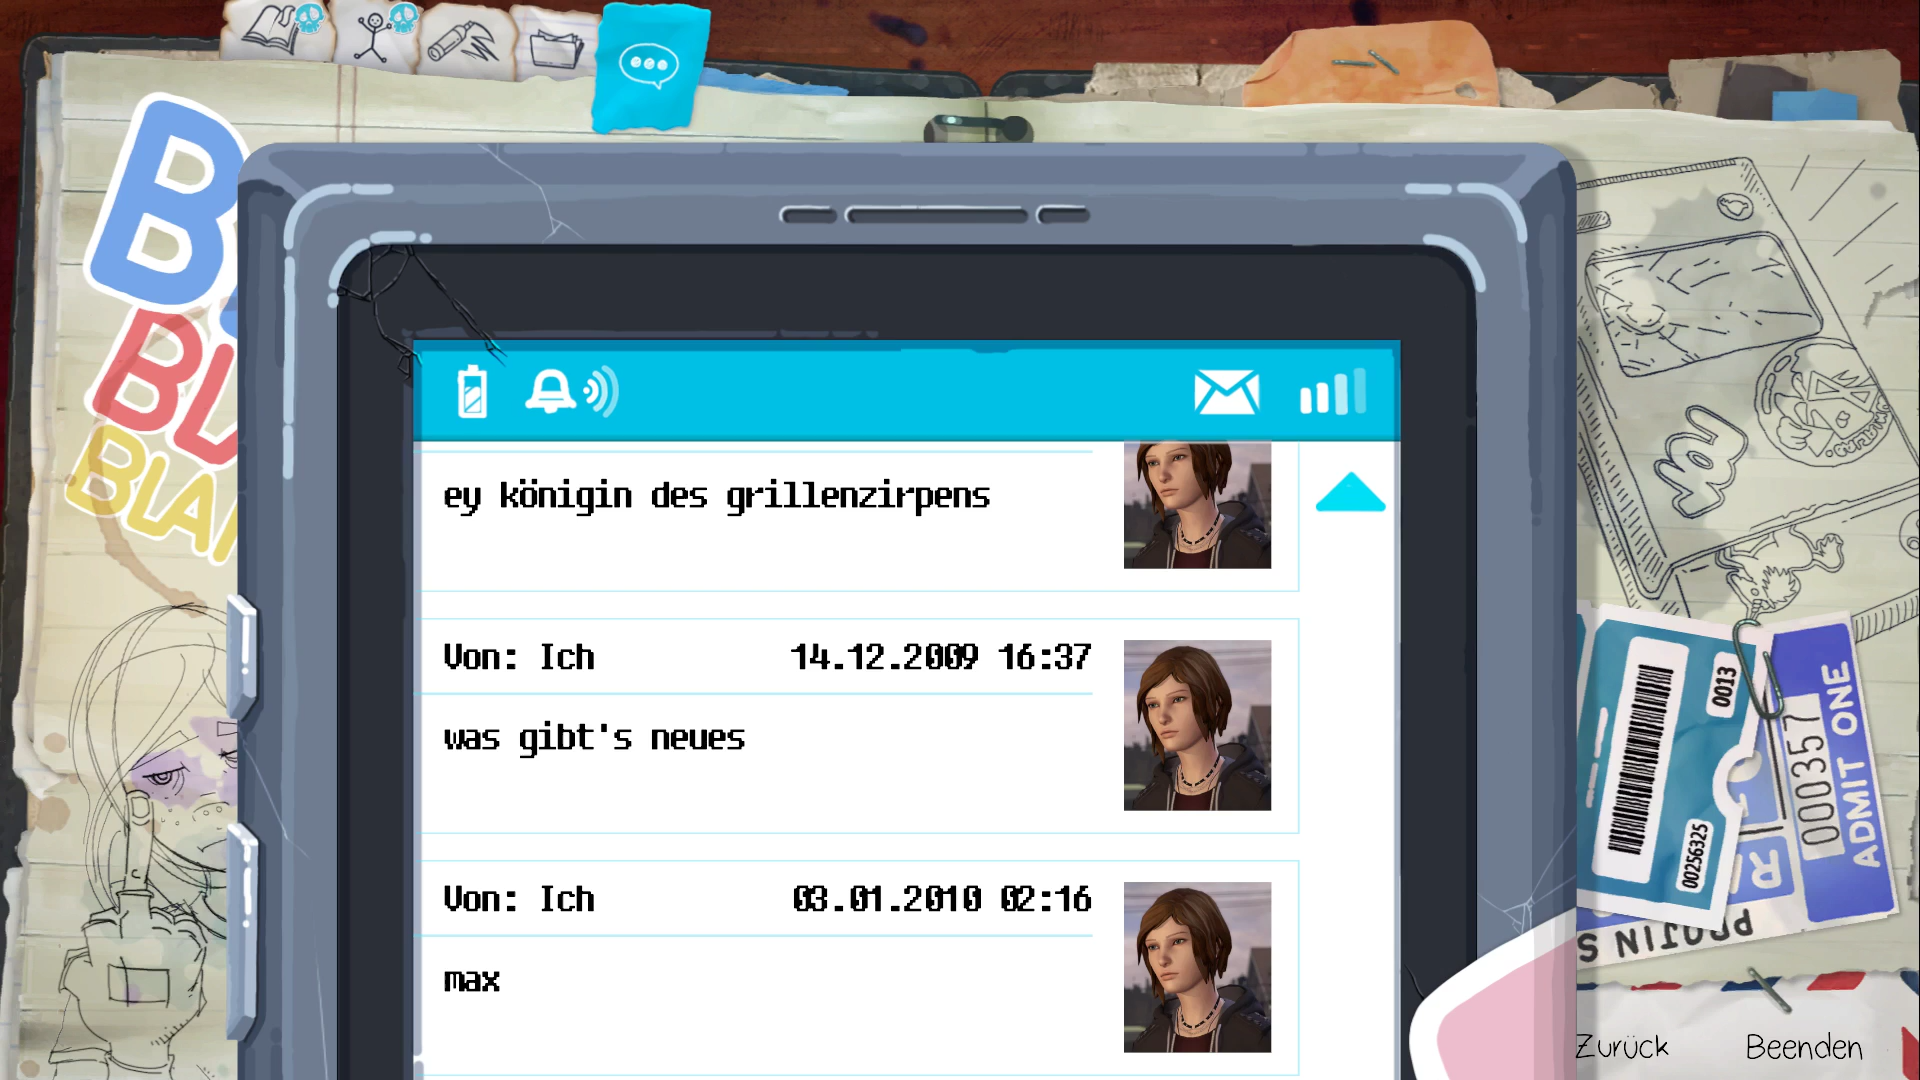 ey königin des grillenzirpens
Von: Ich 14.12.2009 16:37
was gibt's neues
Von: Ich 03.01.2010 02:16
max
0013
00256325
000357
ADMIT ONE
Zurück
Beenden